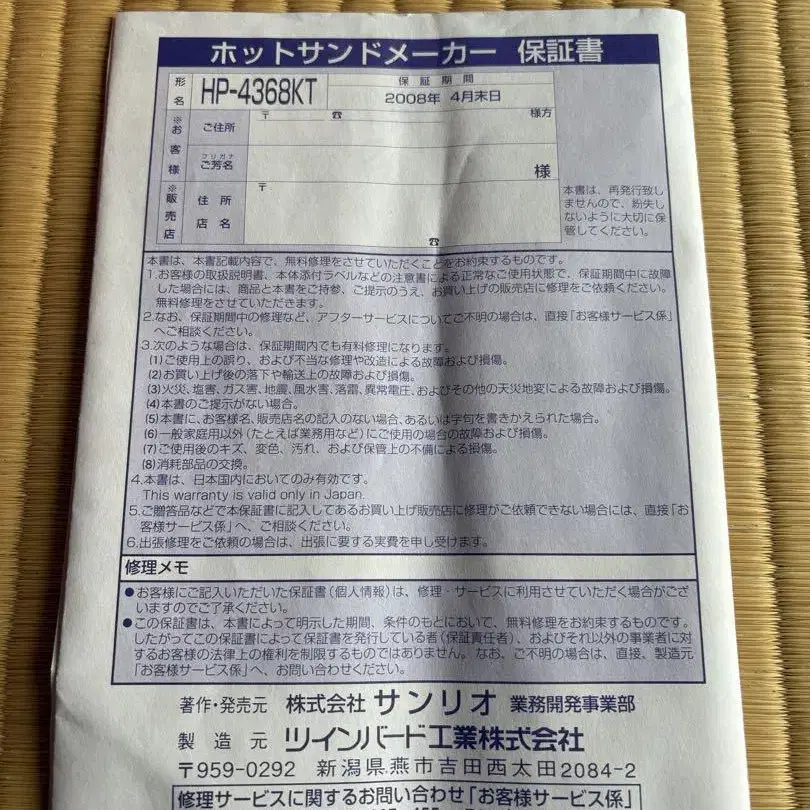 ホットサンドメーカー 保証書
形名 HP-4368KT 保証期間 2008年 4月末日
※お客様 ご住所 〒 ☎ 様方
フリガナ
ご芳名 様
※販売店 住所 店名 〒 ☎
本書は、再発行致し
ませんので、紛失し
ないように大切に保
管してください。
本書は、本書記載内容で、無料修理をさせていただくことをお約束するものです。
1.お客様の取扱説明書、本体添付ラベルなどの注意書による正常なご使用状態で、保証期間中に故障
した場合には、商品と本書をご持参、ご提示のうえ、お買い上げの販売店に修理をご依頼ください。
無料修理をさせていただきます。
2.なお、保証期間中の修理など、アフターサービスについてご不明の場合は、直接「お客様サービス係」
へご相談ください。
3.次のような場合は、保証期間内でも有料修理になります。
(1)ご使用上の誤り、および不当な修理や改造による故障および損傷。
(2)お買い上げ後の落下や輸送上の故障および損傷。
(3)火災、塩害、ガス害、地震、風水害、落雷、異常電圧、およびその他の天災地変による故障および損傷。
(4)本書のご提示がない場合。
(5)本書に、お客様名、販売店名の記入のない場合、あるいは字句を書きかえられた場合。
(6)一般家庭用以外(たとえば業務用など)にご使用の場合の故障および損傷。
(7)ご使用後のキズ、変色、汚れ、および保管上の不備による損傷。
(8)消耗部品の交換。
4.本書は、日本国内においてのみ有効です。
This warranty is valid only in Japan.
5.ご贈答品などで本保証書に記入してあるお買い上げ販売店に修理がご依頼できない場合には、直接「お
客様サービス係」へ、ご相談ください。
6.出張修理をご依頼の場合は、出張に要する実費を申し受けます。
修理メモ
●お客様にご記入いただいた保証書(個人情報)は、修理・サービスに利用させていただく場合がござ
いますのでご了承ください。
●この保証書は、本書によって明示した期間、条件のもとにおいて、無料修理をお約束するものです。
したがってこの保証書によって保証書を発行している者(保証責任者)、およびそれ以外の事業者に対
するお客様の法律上の権利を制限するものではありません。なお、ご不明の場合は、直接、製造元
「お客様サービス係」へ、お問い合わせください。
著作・発売元 株式会社 サンリオ 業務開発事業部
製造元 ツインバード工業株式会社
〒959-0292 新潟県燕市吉田西太田2084-2
修理サービスに関するお問い合わせ「お客様サービス係」